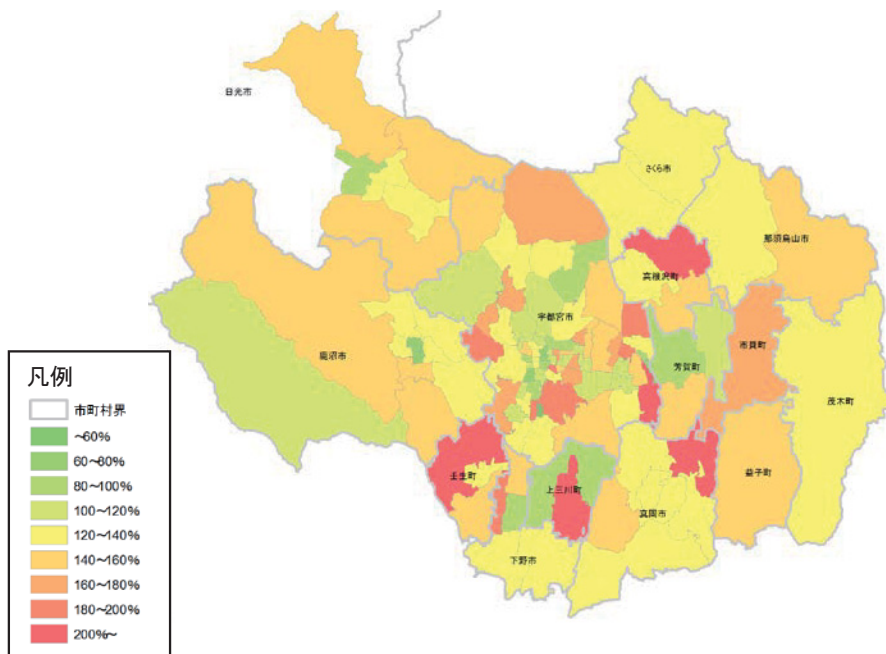 日光市
さくら市
那須烏山市
高根沢町
宇都宮市
市貝町
鹿沼市
芳賀町
茂木町
壬生町
上三川町
益子町
真岡市
下野市
凡例
市町村界
~60%
60~80%
80~100%
100~120%
120~140%
140~160%
160~180%
180~200%
200%~